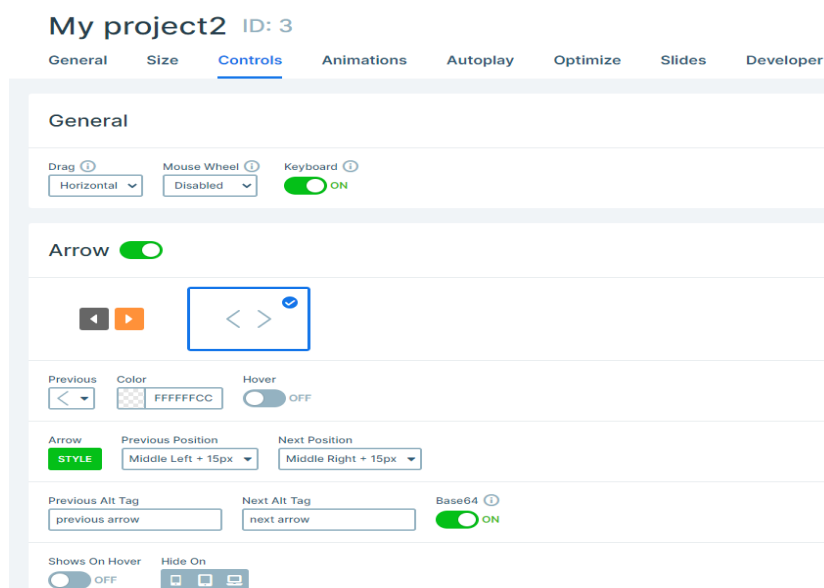 My project2 ID: 3
General Size Controls Animations Autoplay Optimize Slides Developer
General
Drag Mouse Wheel Keyboard
Horizontal Disabled ON
Arrow
Previous Color Hover
FFFFFFCC OFF
Arrow Previous Position Next Position
STYLE Middle Left + 15px Middle Right + 15px
Previous Alt Tag Next Alt Tag Base64
previous arrow next arrow ON
Shows On Hover Hide On
OFF